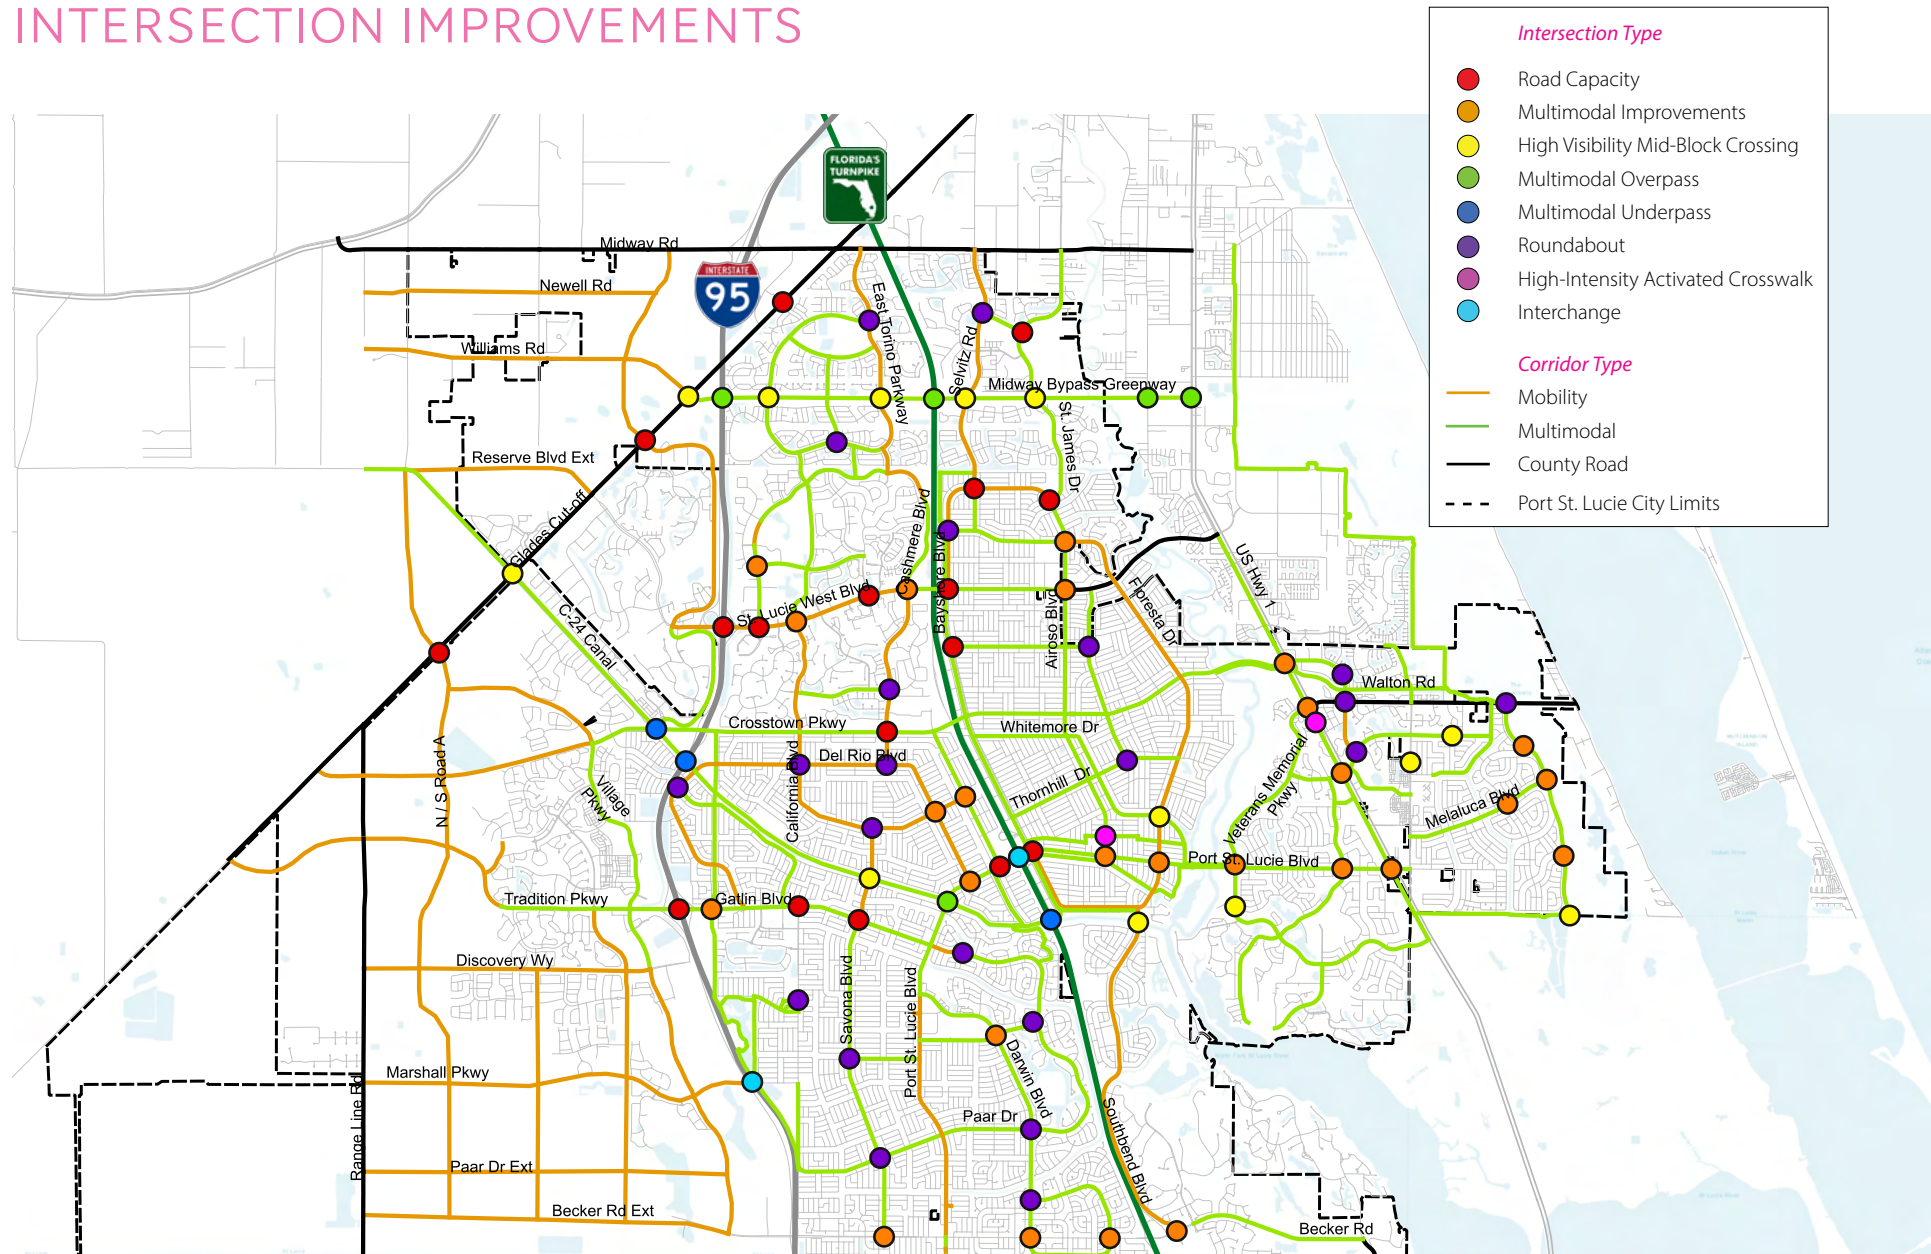 INTERSECTION IMPROVEMENTS
Intersection Type
Road Capacity
Multimodal Improvements
High Visibility Mid-Block Crossing
Multimodal Overpass
Multimodal Underpass
Roundabout
High-Intensity Activated Crosswalk
Interchange
Corridor Type
Mobility
Multimodal
County Road
Port St. Lucie City Limits
FLORIDA'S
TURNPIKE
INTERSTATE
95
Midway Rd
Newell Rd
Williams Rd
East Torino Parkway
Selvitz Rd
Midway Bypass Greenway
St. James Dr
Reserve Blvd Ext
Glades Cut-off
Cashmere Blvd
Bayshore Blvd
St. Lucie West Blvd
Airoso Blvd
Floresta Dr
US Hwy 1
C-24 Canal
Walton Rd
Crosstown Pkwy
Whitemore Dr
Del Rio Blvd
N / S Road A
Village
Pkwy
California Blvd
Thornhill Dr
Veterans Memorial
Pkwy
Melaluca Blvd
Port St. Lucie Blvd
Tradition Pkwy
Gatlin Blvd
Discovery Wy
Savona Blvd
Port St. Lucie Blvd
Darwin Blvd
Marshall Pkwy
Range Line Rd
Paar Dr
Southbend Blvd
Paar Dr Ext
Becker Rd Ext
Becker Rd